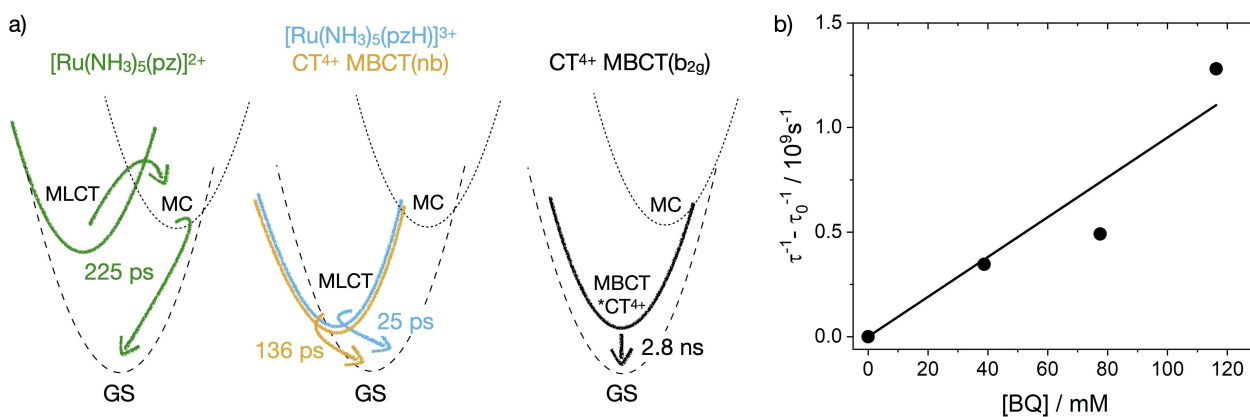 a)
[Ru(NH₃)₅(pz)]²⁺
MLCT
MC
225 ps
GS
[Ru(NH₃)₅(pzH)]³⁺
CT⁴⁺ MBCT(nb)
MC
MLCT
25 ps
136 ps
GS
CT⁴⁺ MBCT(b₂g)
MC
MBCT
*CT⁴⁺
2.8 ns
GS
b)
τ⁻¹- τ₀⁻¹ / 10⁹s⁻¹
1.5
1.0
0.5
0.0
0 20 40 60 80 100 120
[BQ] / mM